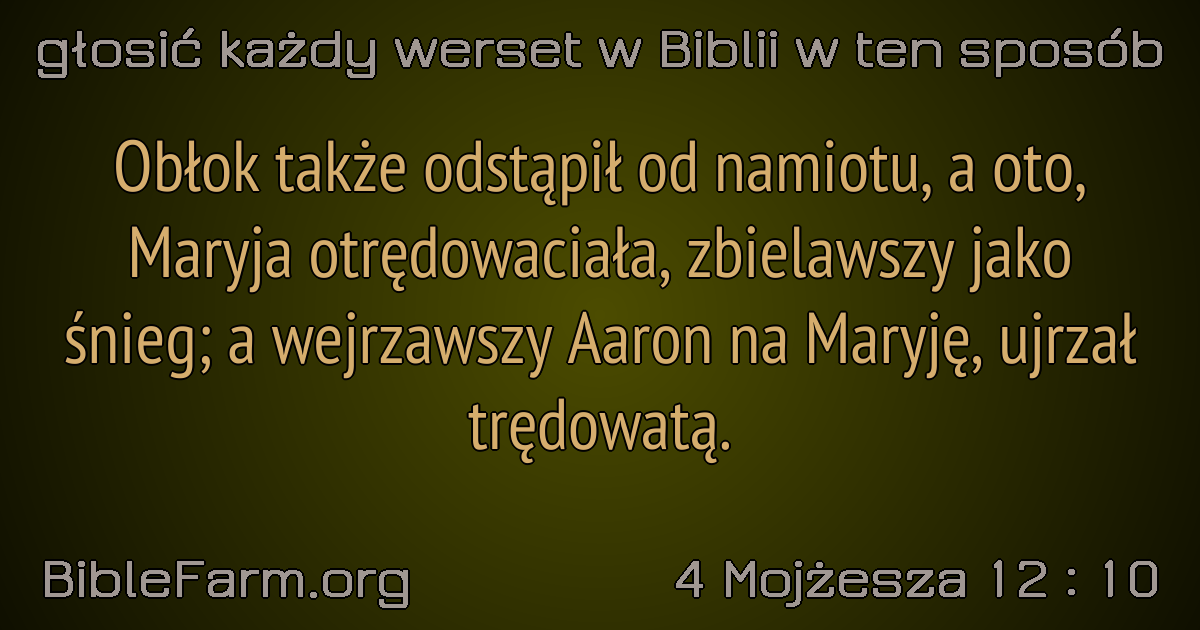 głosić każdy werset w Biblii w ten sposób
Obłok także odstąpił od namiotu, a oto,
Maryja otrędowaciała, zbielawszy jako
śnieg; a wejrzawszy Aaron na Maryję, ujrzał
trędowatą.
BibleFarm.org
4 Mojżesza 12 : 10